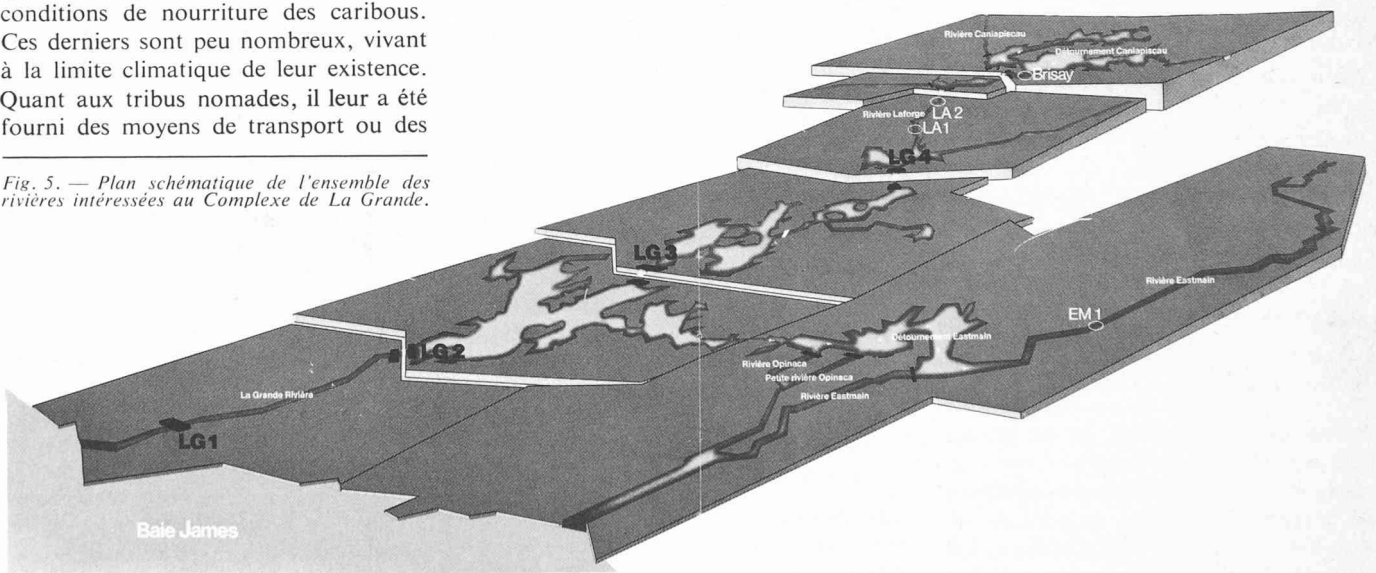 conditions de nourriture des caribous.
Ces derniers sont peu nombreux, vivant
à la limite climatique de leur existence.
Quant aux tribus nomades, il leur a été
fourni des moyens de transport ou des
Fig. 5. — Plan schématique de l'ensemble des
rivières intéressées au Complexe de La Grande.
Rivière Caniapiscau
Détournement Caniapiscau
Brisay
Rivière Laforge
LA 2
LA1
LG4
LG3
Rivière Eastmain
EM 1
Détournement Eastmain
LG2
Rivière Opinaca
Petite rivière Opinaca
Rivière Eastmain
La Grande Rivière
LG1
Baie James